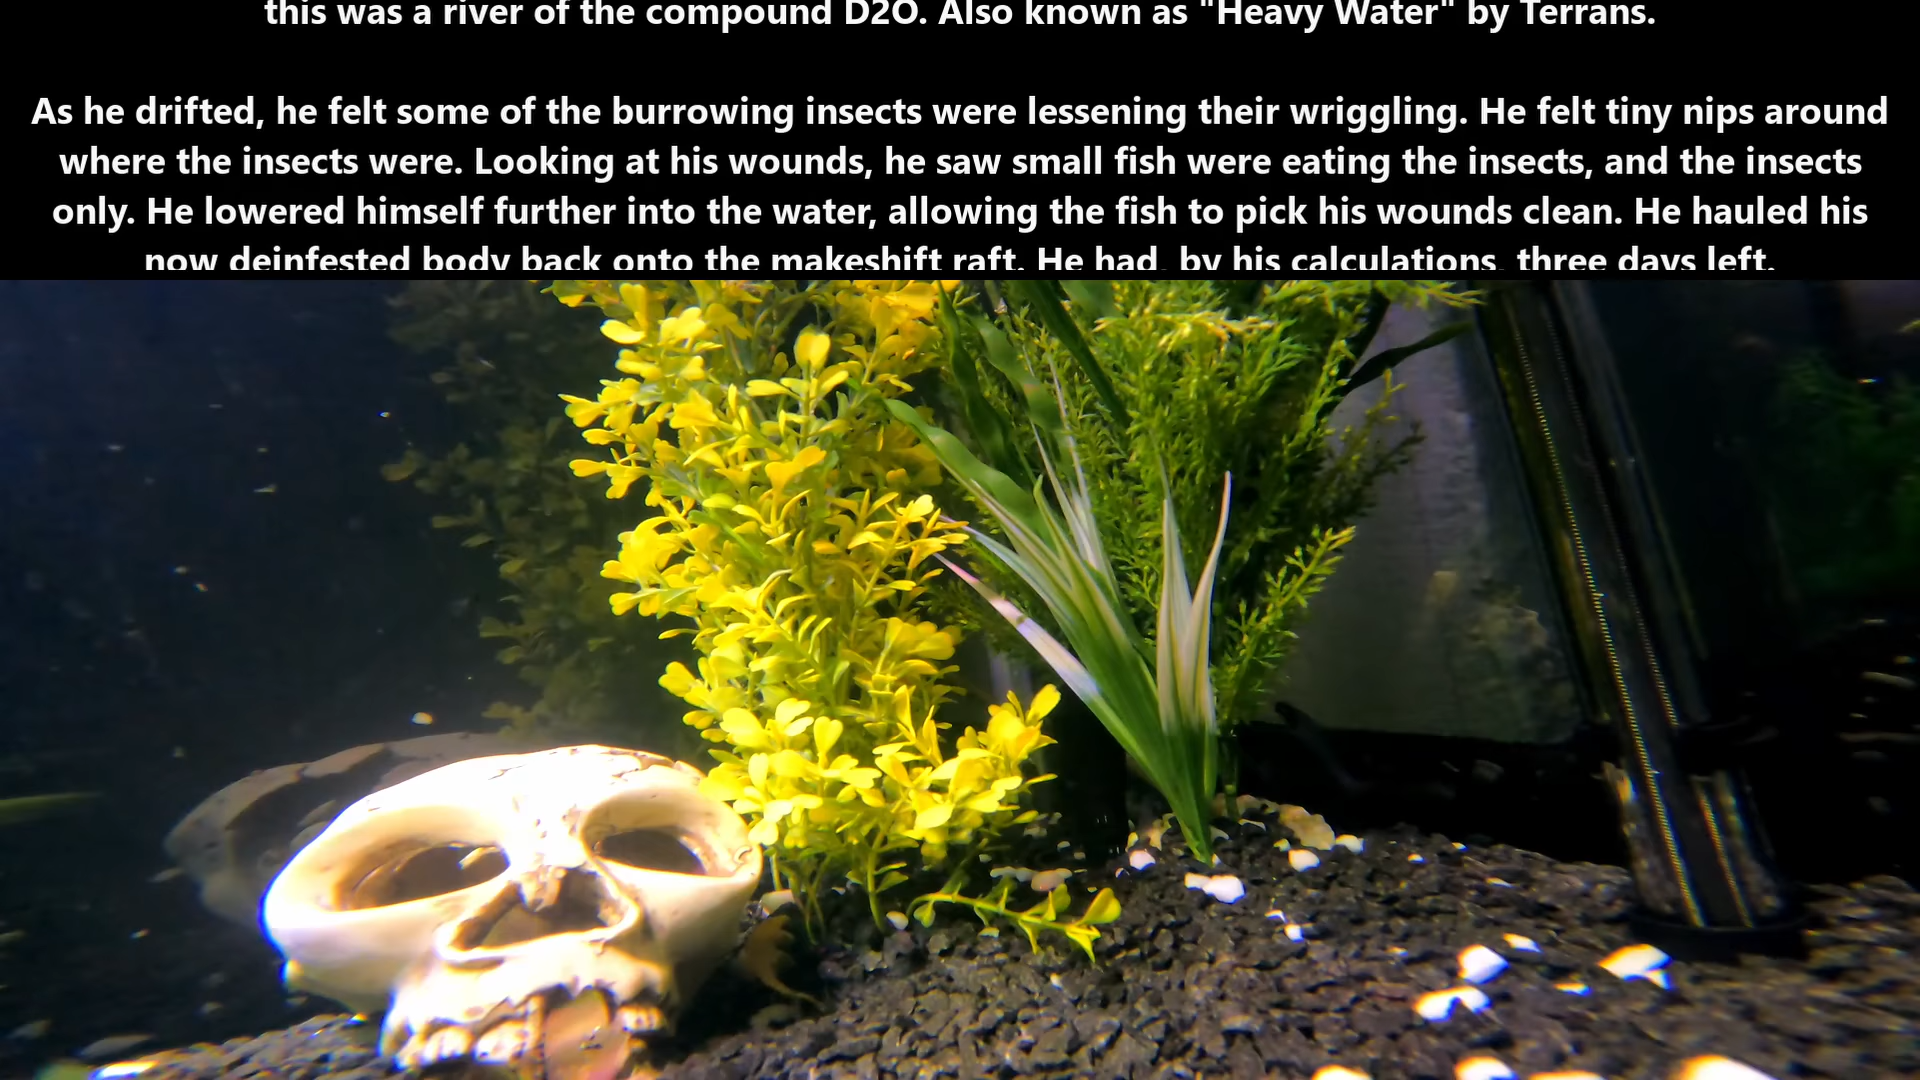 this was a river of the compound D2O. Also known as "Heavy Water" by Terrans.
As he drifted, he felt some of the burrowing insects were lessening their wriggling. He felt tiny nips around
where the insects were. Looking at his wounds, he saw small fish were eating the insects, and the insects
only. He lowered himself further into the water, allowing the fish to pick his wounds clean. He hauled his
now deinfested body back onto the makeshift raft. He had, by his calculations, three days left.